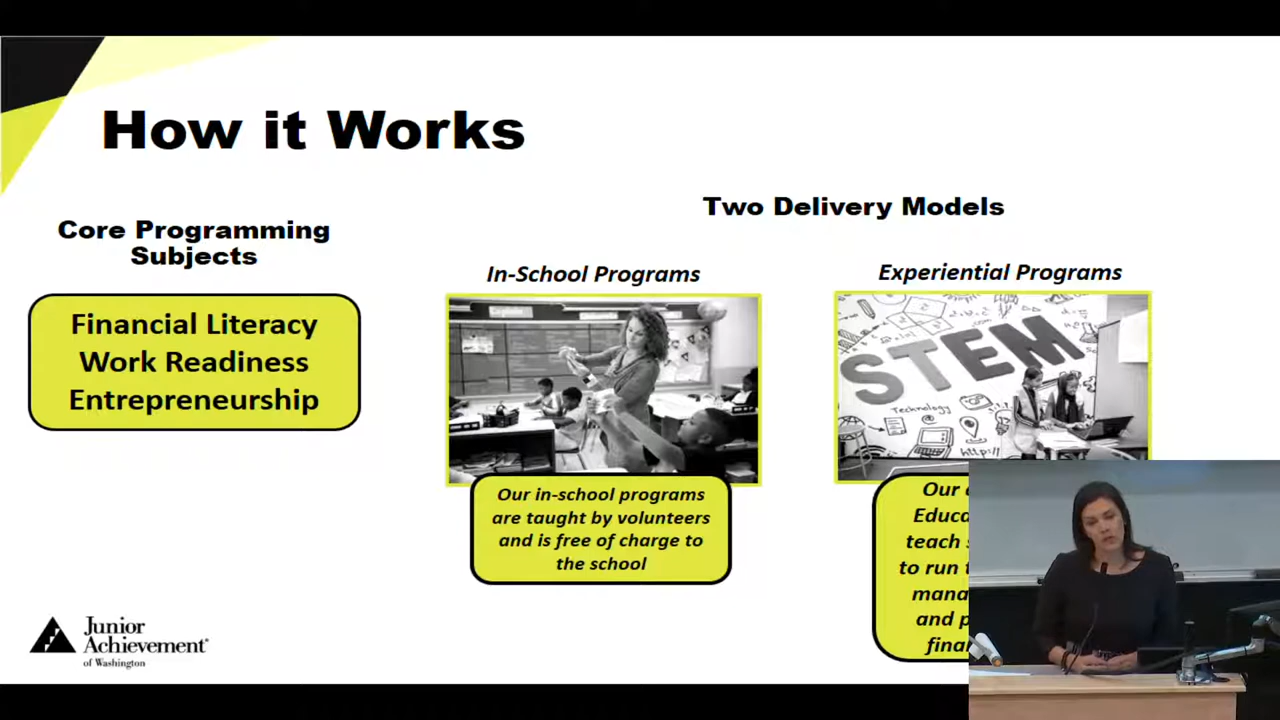 How it Works
Core Programming
Subjects
Financial Literacy
Work Readiness
Entrepreneurship
Two Delivery Models
In-School Programs
Experiential Programs
STEM
Technology
http://
Our in-school programs
are taught by volunteers
and is free of charge to
the school
Our
Educa
teach s
to run t
mana
and p
finan
Junior
Achievement®
of Washington